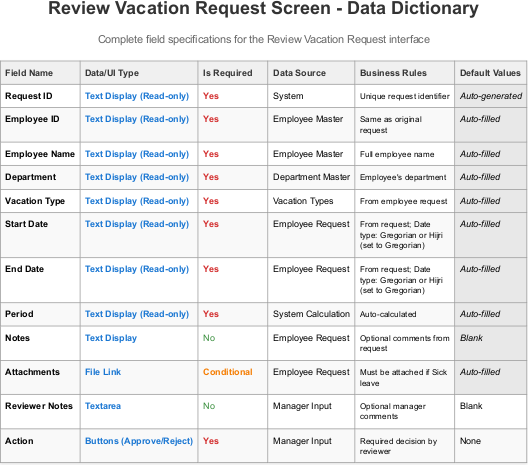 Review Vacation Request Screen - Data Dictionary
Complete field specifications for the Review Vacation Request interface
Field Name Data/UI Type Is Required Data Source Business Rules Default Values
Request ID Text Display (Read-only) Yes System Unique request identifier Auto-generated
Employee ID Text Display (Read-only) Yes Employee Master Same as original Auto-filled
request
Employee Name Text Display (Read-only) Yes Employee Master Full employee name Auto-filled
Department Text Display (Read-only) Yes Department Master Employee's department Auto-filled
Vacation Type Text Display (Read-only) Yes Vacation Types From employee request Auto-filled
Start Date Text Display (Read-only) Yes Employee Request From request; Date Auto-filled
type: Gregorian or Hijri
(set to Gregorian)
End Date Text Display (Read-only) Yes Employee Request From request; Date Auto-filled
type: Gregorian or Hijri
(set to Gregorian)
Period Text Display (Read-only) Yes System Calculation Auto-calculated Auto-filled
Notes Text Display No Employee Request Optional comments from Blank
request
Attachments File Link Conditional Employee Request Must be attached if Sick Auto-filled
leave
Reviewer Notes Textarea No Manager Input Optional manager Blank
comments
Action Buttons (Approve/Reject) Yes Manager Input Required decision by None
reviewer